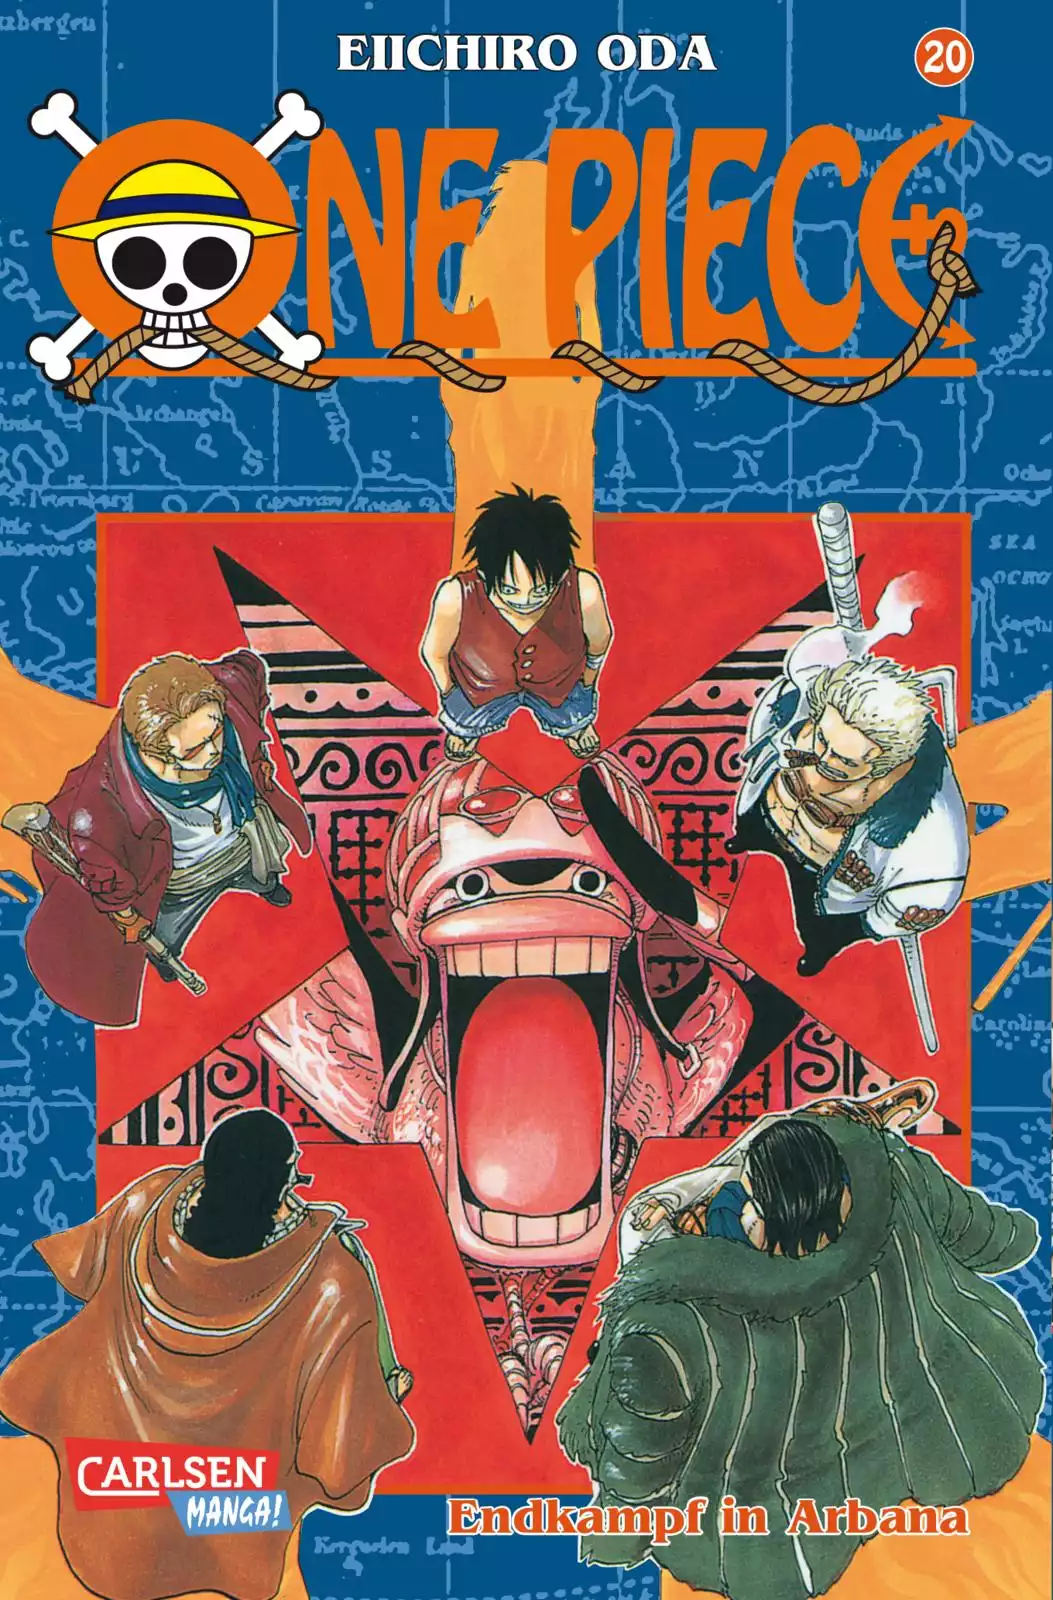 EIICHIRO ODA
20
ONE PIECE
CARLSEN
MANGA!
Endkampf in Arbana